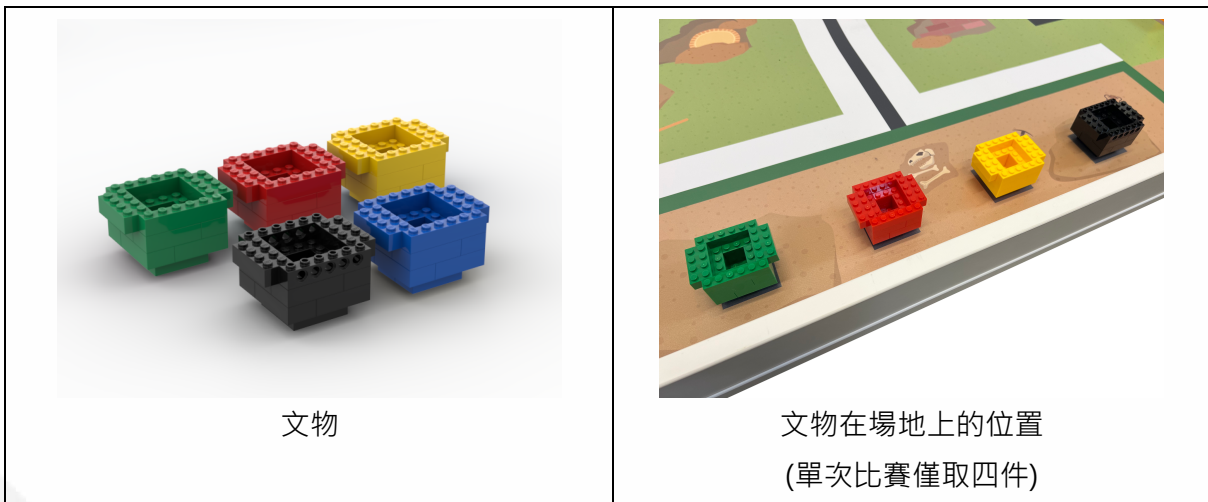 文物
文物在場地上的位置
(單次比賽僅取四件)